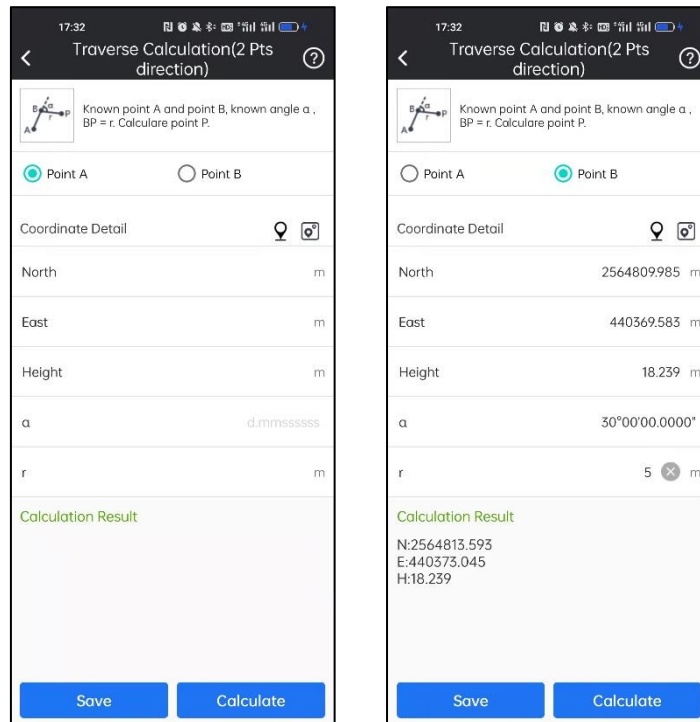 17:32
Traverse Calculation(2 Pts
direction)
B
α
r
P
A
Known point A and point B, known angle α ,
BP = r. Calculare point P.
Point A
Point B
Coordinate Detail
North
m
East
m
Height
m
α
d.mmssssss
r
m
Calculation Result
Save
Calculate
17:32
Traverse Calculation(2 Pts
direction)
B
α
r
P
A
Known point A and point B, known angle α ,
BP = r. Calculare point P.
Point A
Point B
Coordinate Detail
North
2564809.985 m
East
440369.583 m
Height
18.239 m
α
30°00'00.0000"
r
5 m
Calculation Result
N:2564813.593
E:440373.045
H:18.239
Save
Calculate